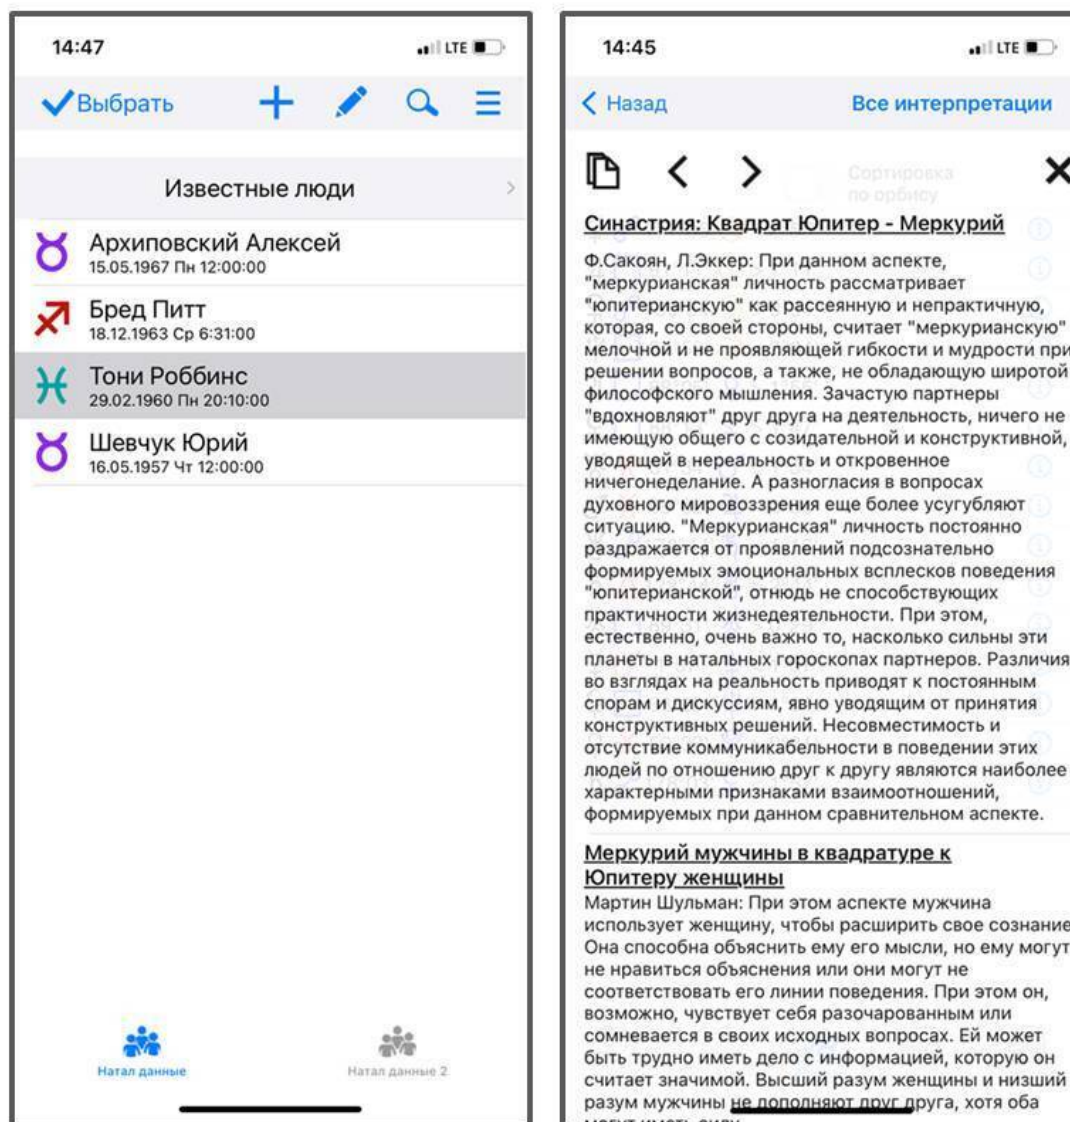 14:47
LTE
Выбрать
Известные люди
Архиповский Алексей
15.05.1967 Пн 12:00:00
Бред Питт
18.12.1963 Ср 6:31:00
Тони Роббинс
29.02.1960 Пн 20:10:00
Шевчук Юрий
16.05.1957 Чт 12:00:00
Натал данные
Натал данные 2
14:45
LTE
Назад
Все интерпретации
Сортировка
по орбису
Синастрия: Квадрат Юпитер - Меркурий
Ф.Сакоян, Л.Эккер: При данном аспекте,
"меркурианская" личность рассматривает
"юпитерианскую" как рассеянную и непрактичную,
которая, со своей стороны, считает "меркурианскую"
мелочной и не проявляющей гибкости и мудрости при
решении вопросов, а также, не обладающую широтой
философского мышления. Зачастую партнеры
"вдохновляют" друг друга на деятельность, ничего не
имеющую общего с созидательной и конструктивной,
уводящей в нереальность и откровенное
ничегонеделание. А разногласия в вопросах
духовного мировоззрения еще более усугубляют
ситуацию. "Меркурианская" личность постоянно
раздражается от проявлений подсознательно
формируемых эмоциональных всплесков поведения
"юпитерианской", отнюдь не способствующих
практичности жизнедеятельности. При этом,
естественно, очень важно то, насколько сильны эти
планеты в натальных гороскопах партнеров. Различия
во взглядах на реальность приводят к постоянным
спорам и дискуссиям, явно уводящим от принятия
конструктивных решений. Несовместимость и
отсутствие коммуникабельности в поведении этих
людей по отношению друг к другу являются наиболее
характерными признаками взаимоотношений,
формируемых при данном сравнительном аспекте.
Меркурий мужчины в квадратуре к
Юпитеру женщины
Мартин Шульман: При этом аспекте мужчина
использует женщину, чтобы расширить свое сознание
Она способна объяснить ему его мысли, но ему могут
не нравиться объяснения или они могут не
соответствовать его линии поведения. При этом он,
возможно, чувствует себя разочарованным или
сомневается в своих исходных вопросах. Ей может
быть трудно иметь дело с информацией, которую он
считает значимой. Высший разум женщины и низший
разум мужчины не дополняют друг друга, хотя оба